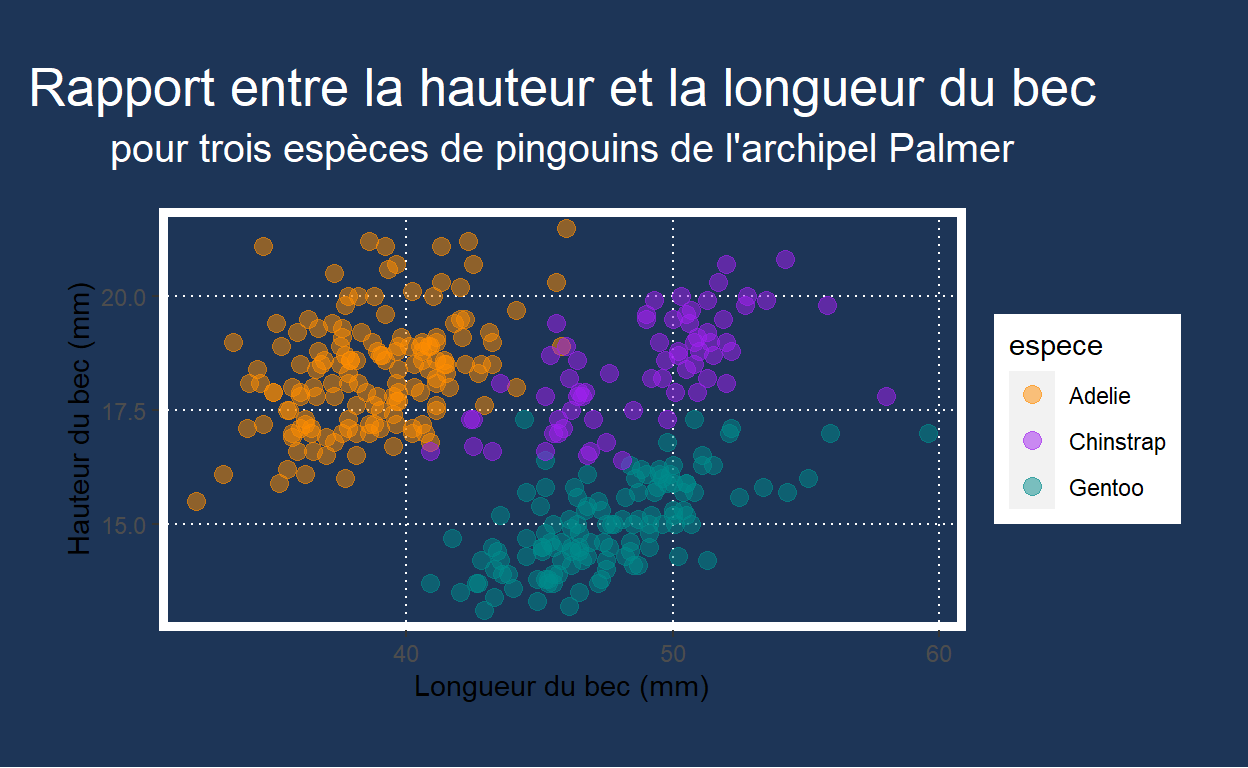 Rapport entre la hauteur et la longueur du bec
pour trois espèces de pingouins de l'archipel Palmer
Hauteur du bec (mm)
20.0
17.5
15.0
40
50
60
Longueur du bec (mm)
espece
Adelie
Chinstrap
Gentoo